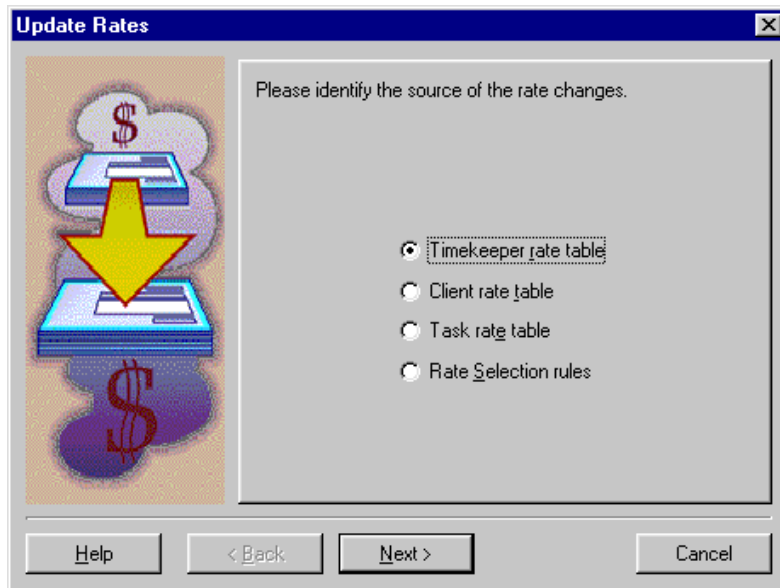 Update Rates
Please identify the source of the rate changes.
$
Timekeeper rate table
Client rate table
Task rate table
Rate Selection rules
$
Help
< Back
Next >
Cancel